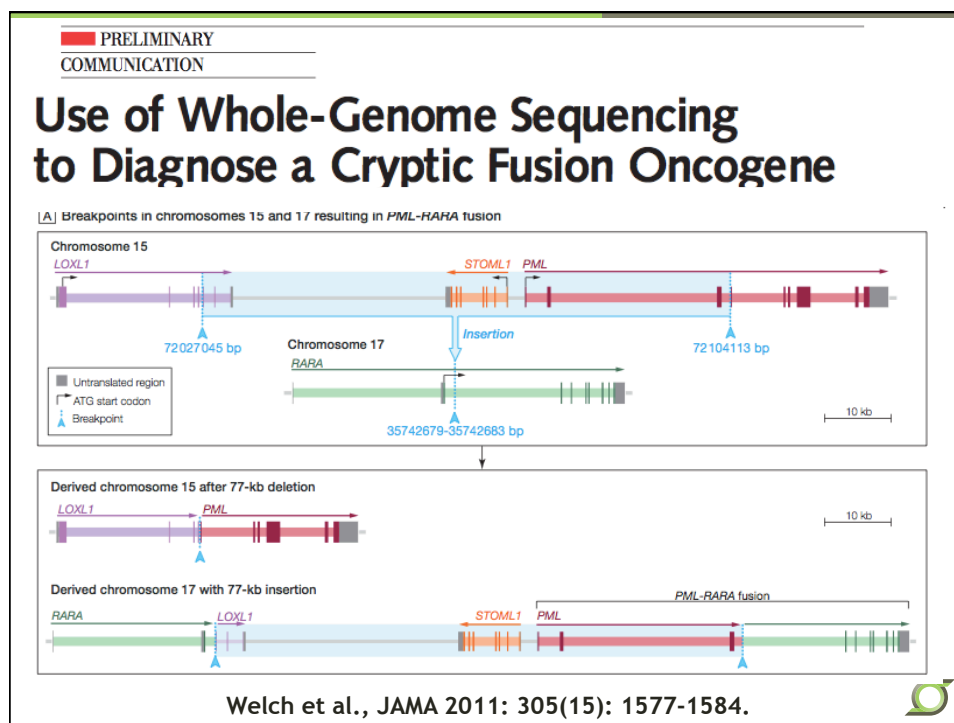 PRELIMINARY
COMMUNICATION
Use of Whole-Genome Sequencing
to Diagnose a Cryptic Fusion Oncogene
A Breakpoints in chromosomes 15 and 17 resulting in PML-RARA fusion
Chromosome 15
LOXL1 STOML1 PML
Insertion
72027045 bp Chromosome 17 72104113 bp
RARA
Untranslated region
ATG start codon
Breakpoint
10 kb
35742679-35742683 bp
Derived chromosome 15 after 77-kb deletion
LOXL1 PML
10 kb
Derived chromosome 17 with 77-kb insertion
PML-RARA fusion
RARA LOXL1 STOML1 PML
Welch et al., JAMA 2011: 305(15): 1577-1584.